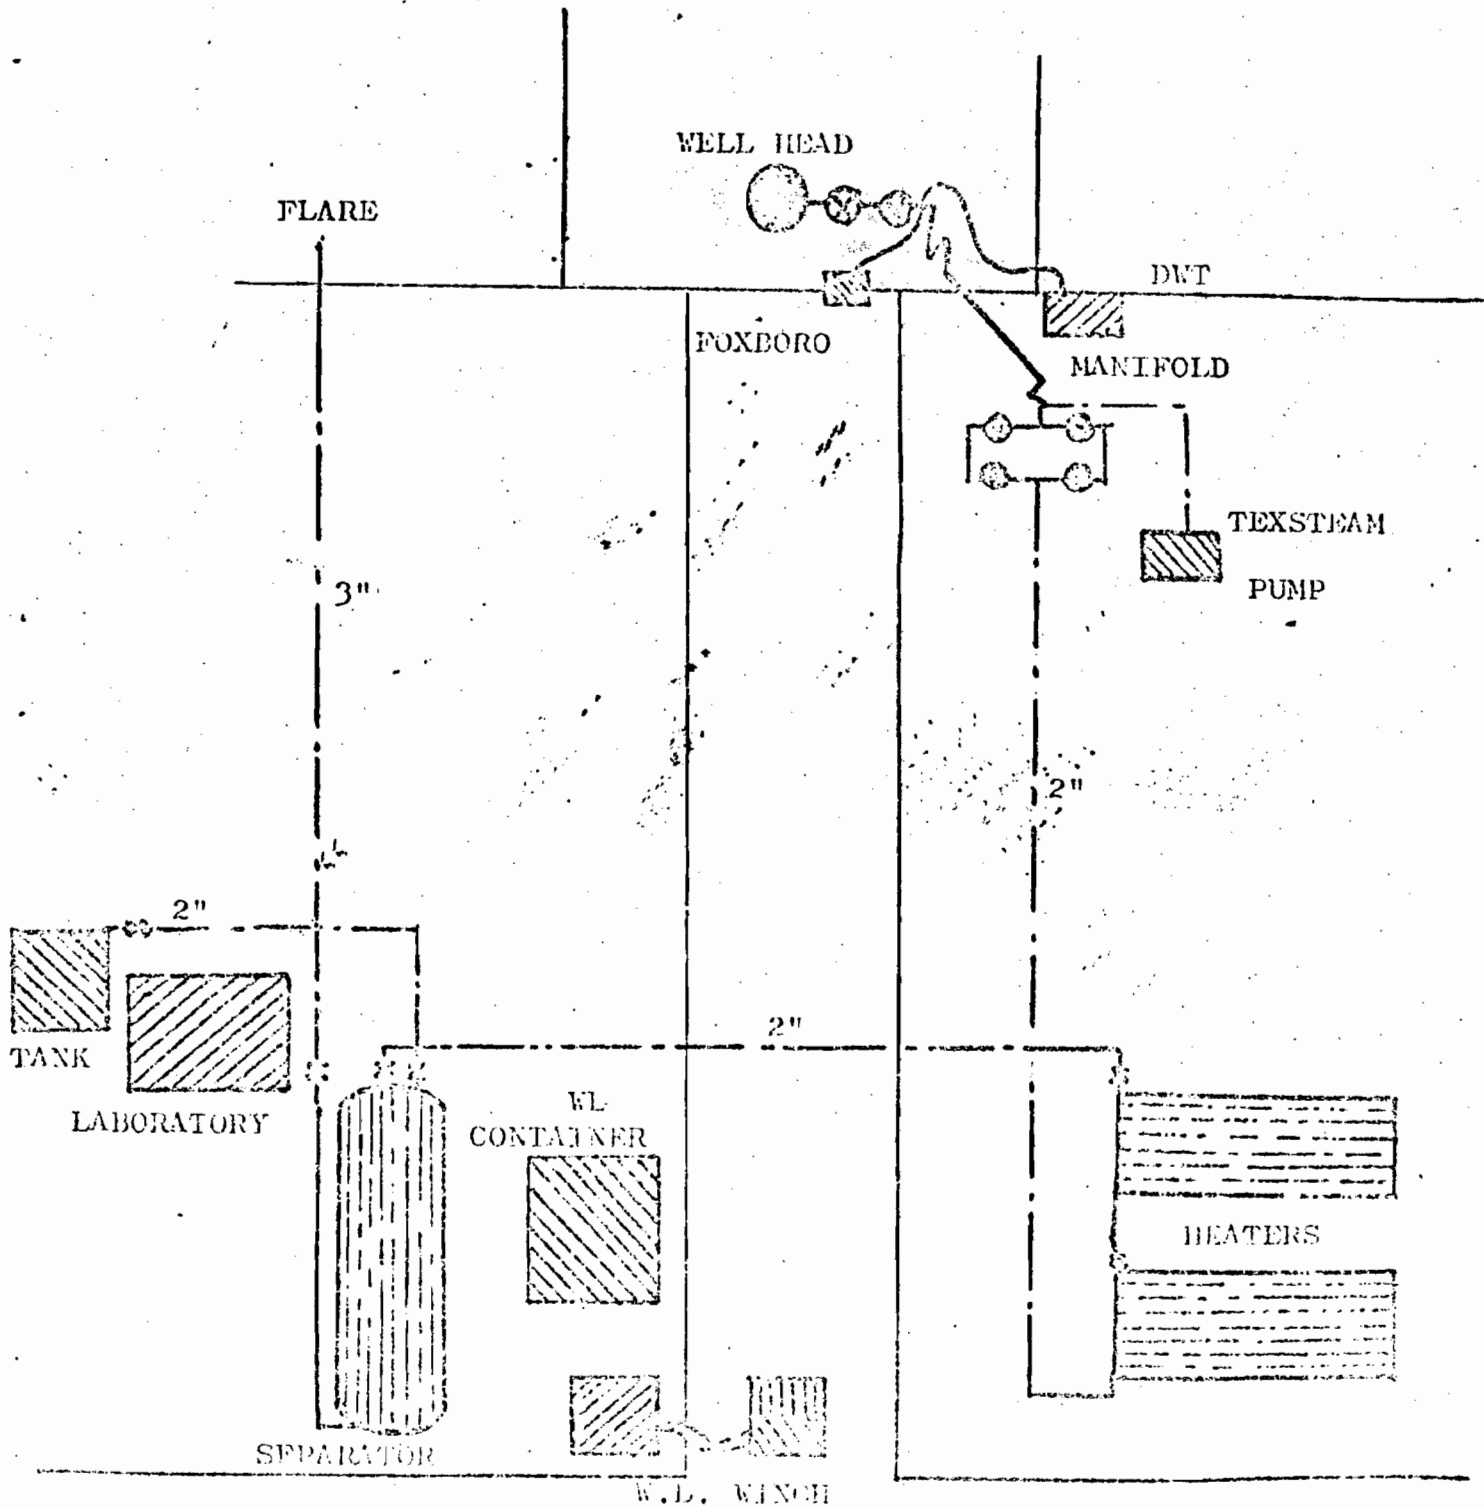 WELL HEAD
FLARE
DWT
FOXBORO
MANIFOLD
TEXSTEAM
PUMP
3"
2"
2"
2"
TANK
LABORATORY
WL
CONTAINER
HEATERS
SEPARATOR
W.L. WINCH